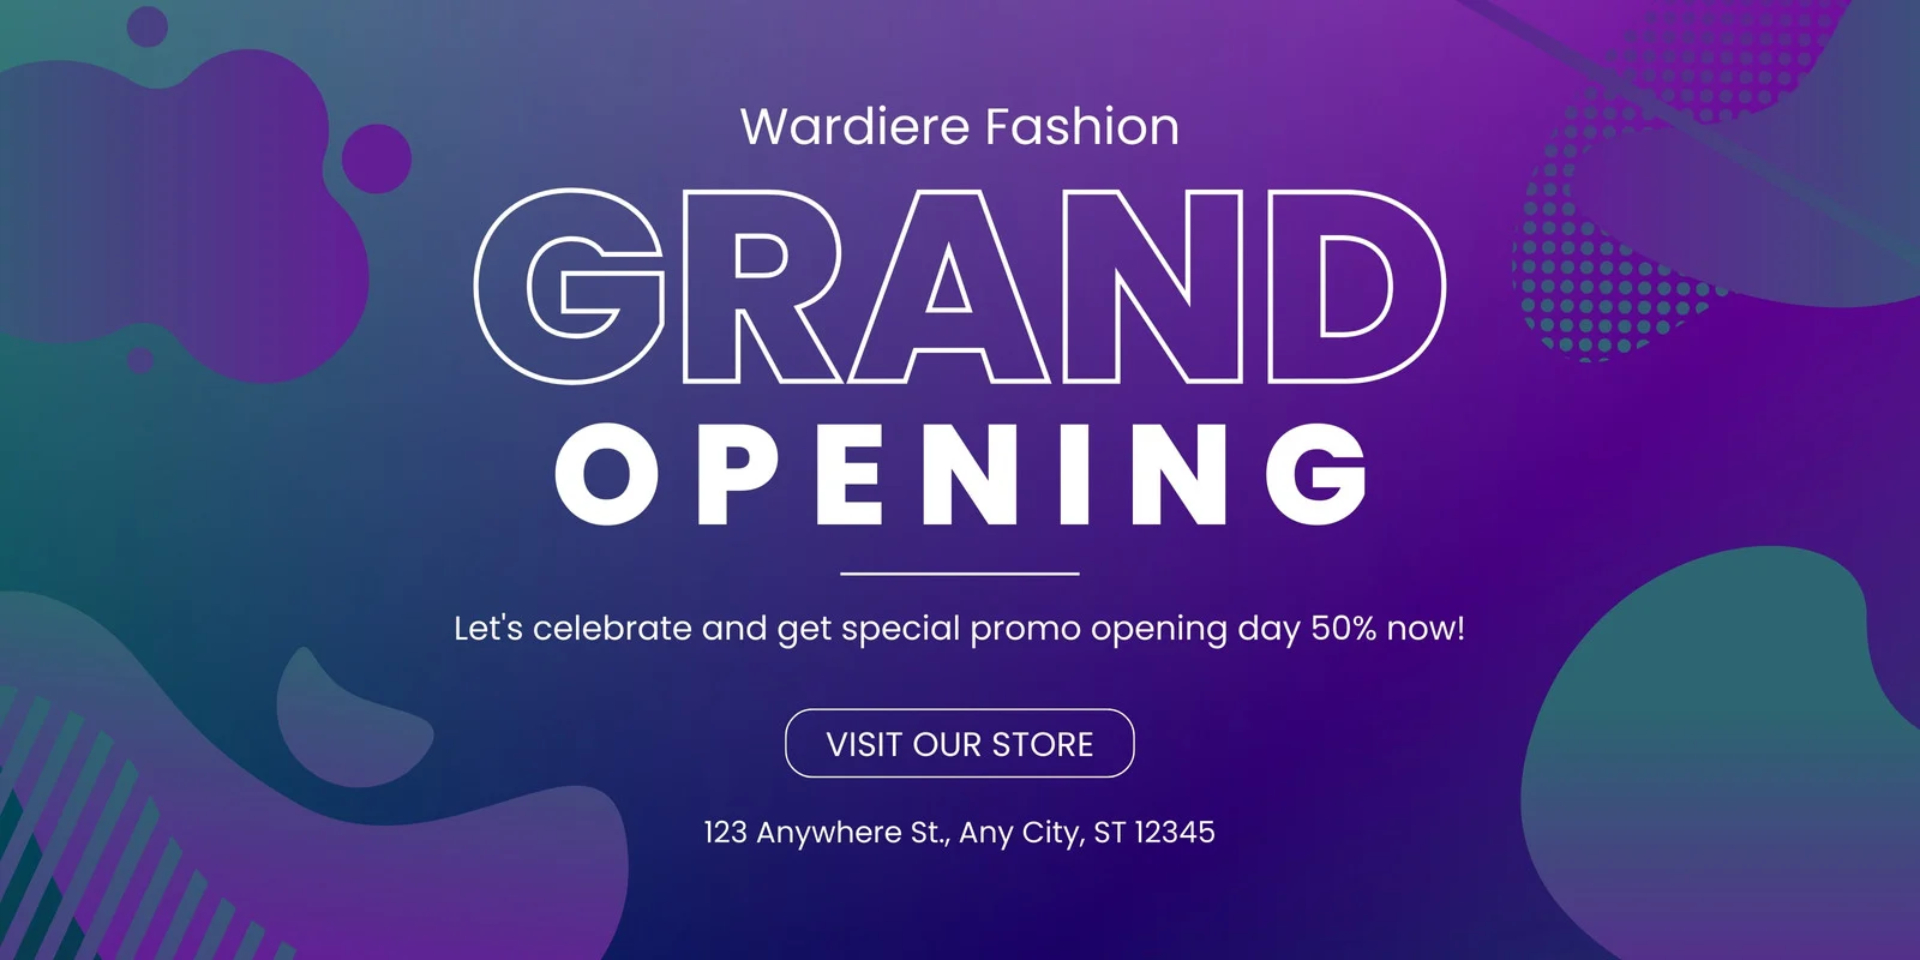 Wardiere Fashion
GRAND
OPENING
Let's celebrate and get special promo opening day 50% now!
VISIT OUR STORE
123 Anywhere St., Any City, ST 12345